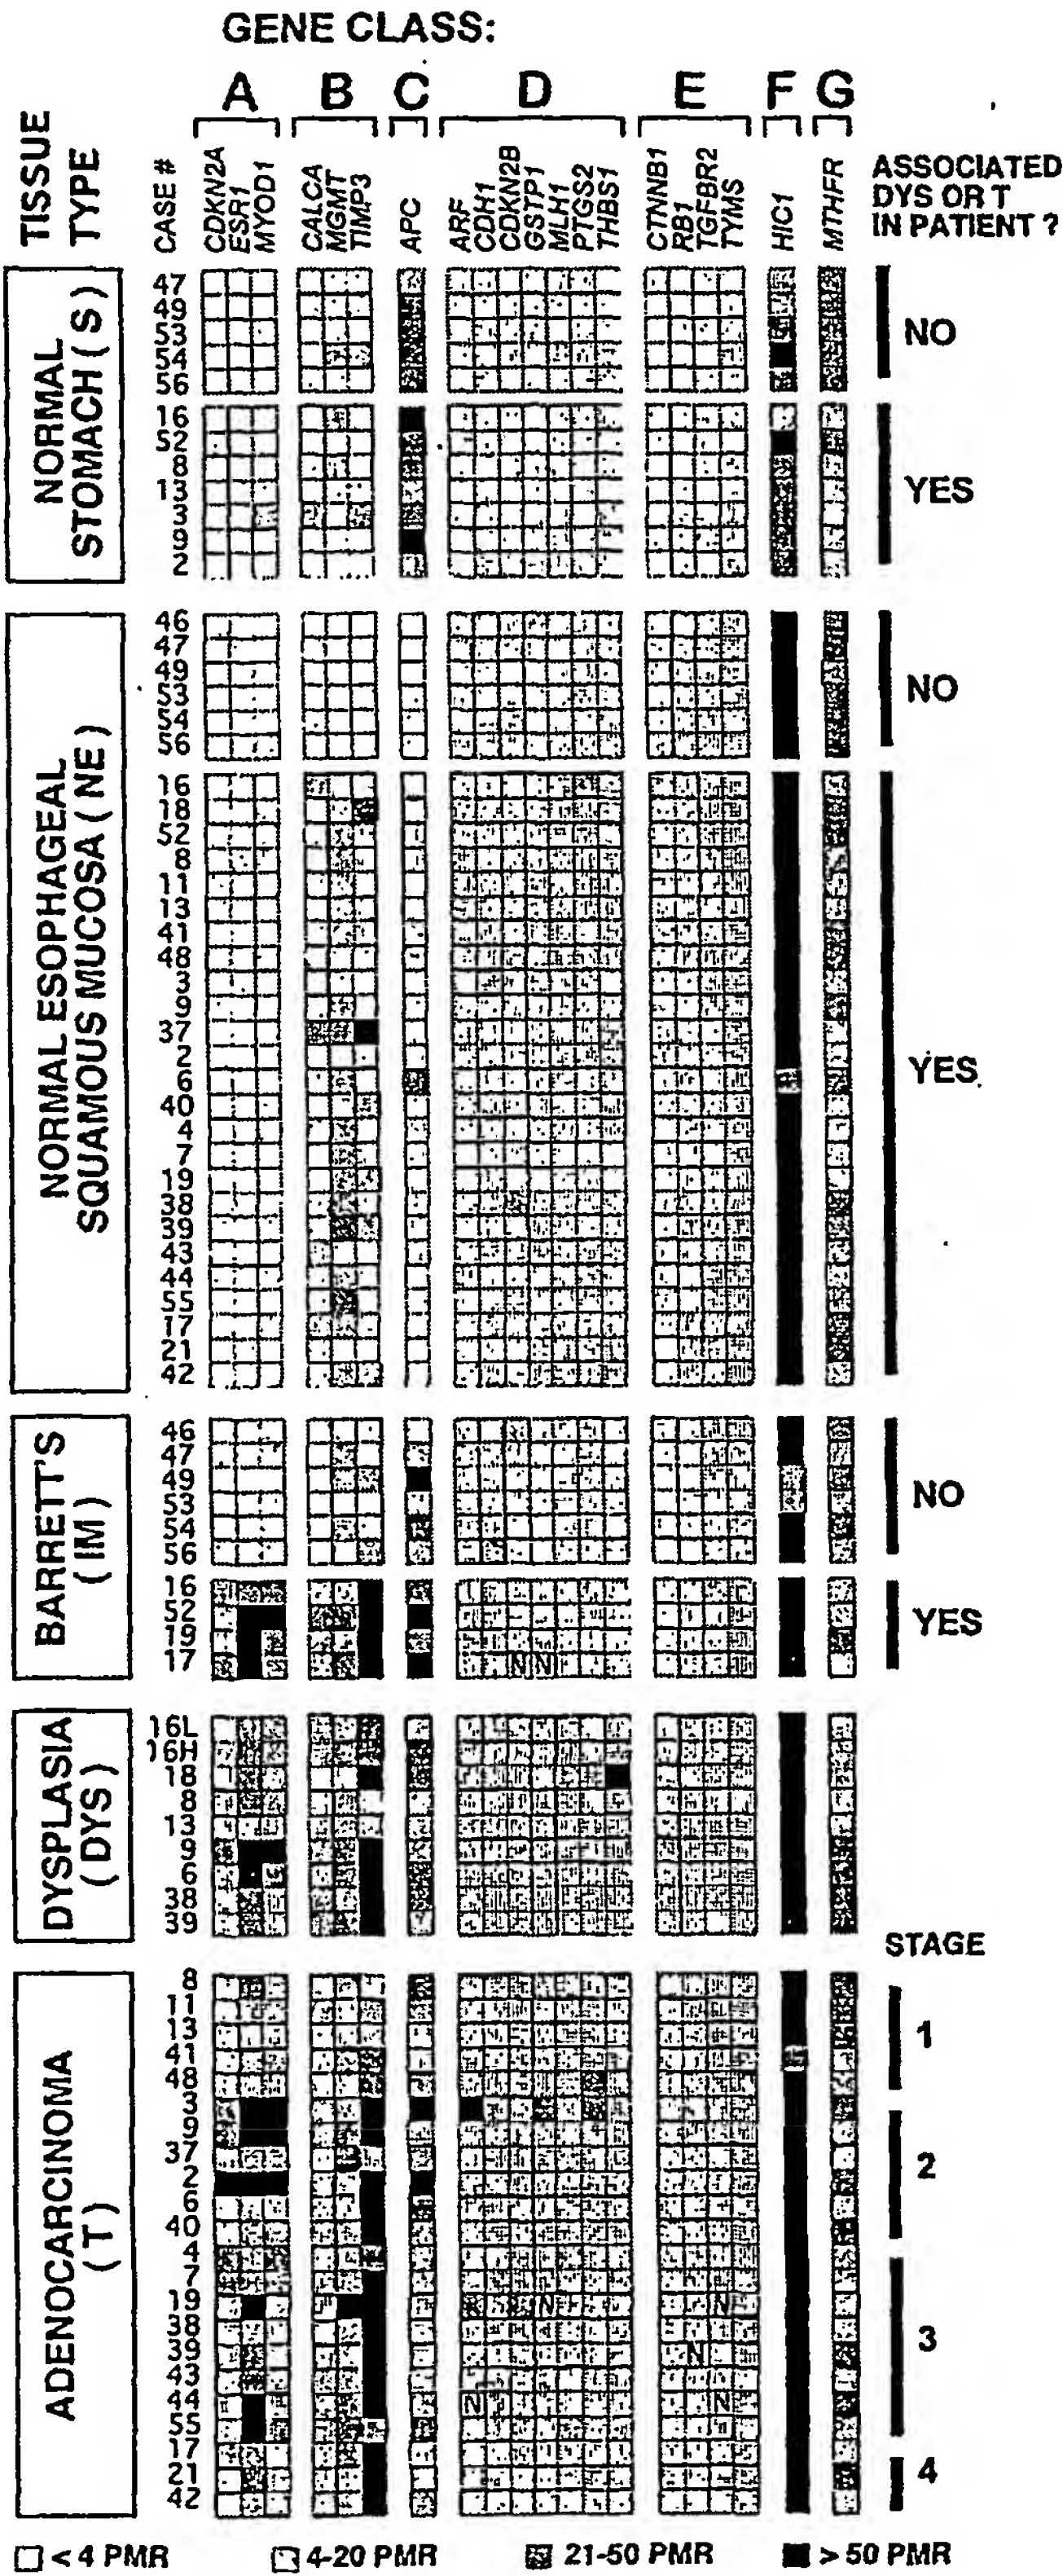 GENE CLASS:
A B C D E F G
TISSUE TYPE
CASE #
CDKN2A
ESR1
MYOD1
CALCA
MGMT
TIMP3
APC
ARF
CDH1
CDKN2B
GSTP1
MLH1
PTGS2
THBS1
CTNNB1
RB1
TGFBR2
TYMS
HIC1
MTHFR
ASSOCIATED
DYS OR T
IN PATIENT ?
NORMAL
STOMACH ( S )
47
49
53
54
56
NO
16
52
8
13
3
9
2
YES
NORMAL ESOPHAGEAL
SQUAMOUS MUCOSA ( NE )
46
47
49
53
54
56
NO
16
18
52
8
11
13
41
48
3
9
37
2
6
40
4
7
19
38
39
43
44
55
17
21
42
YES
BARRETT'S
( IM )
46
47
49
53
54
56
NO
16
52
19
17
N N
YES
DYSPLASIA
( DYS )
16L
16H
18
8
13
9
6
38
39
STAGE
ADENOCARCINOMA
( T )
8
11
13
41
48
1
3
9
37
2
6
40
2
4
7
19 N N
38
39 N
43
44 N N
55
3
17
21
42
4
< 4 PMR 4-20 PMR 21-50 PMR > 50 PMR